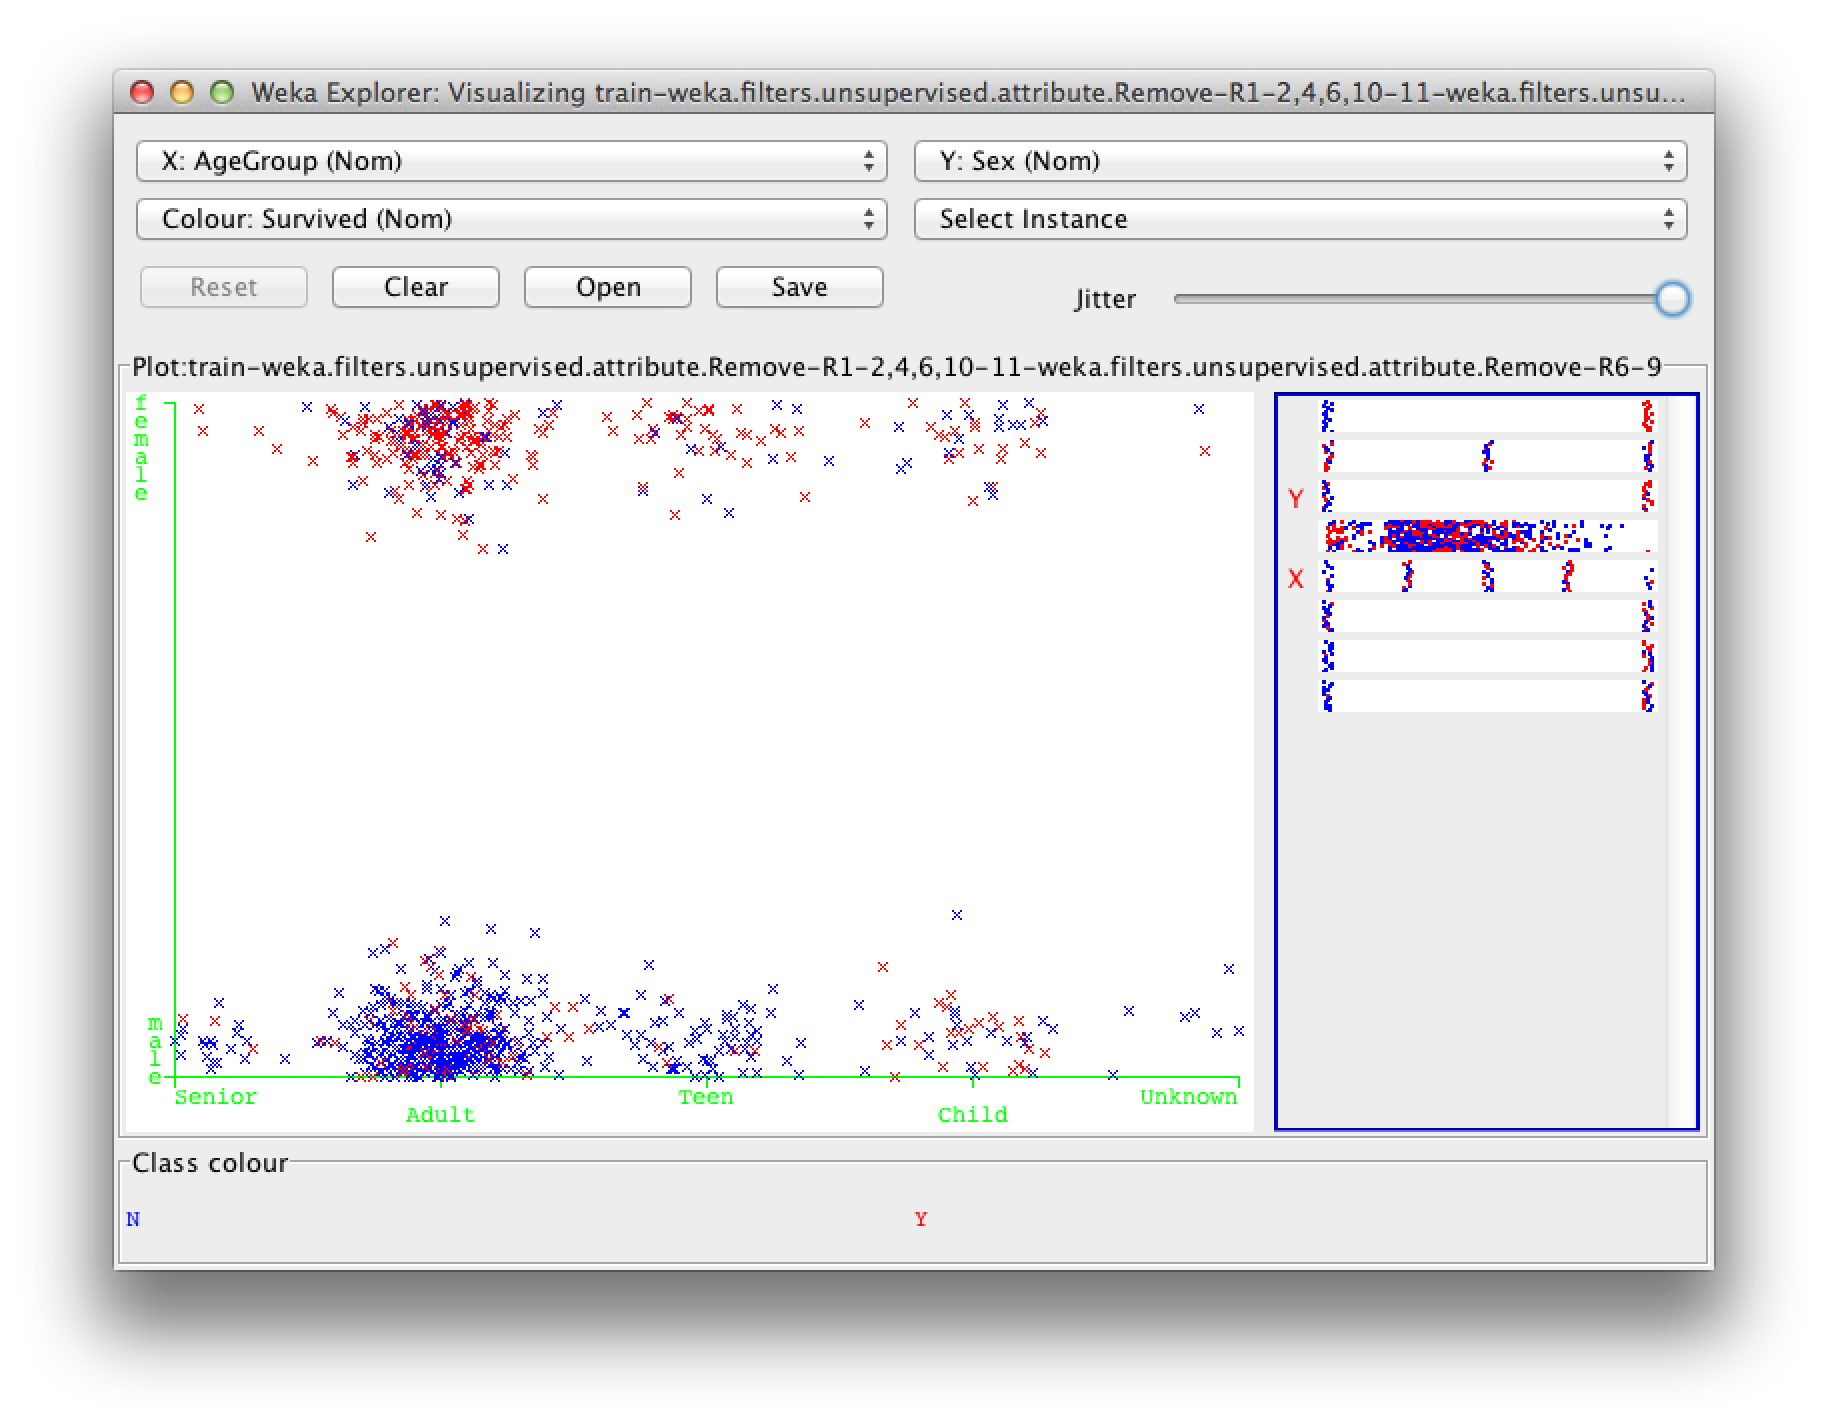 Weka Explorer: Visualizing train-weka.filters.unsupervised.attribute.Remove-R1-2,4,6,10-11-weka.filters.unsu...
X: AgeGroup (Nom)
Y: Sex (Nom)
Colour: Survived (Nom)
Select Instance
Reset
Clear
Open
Save
Jitter
Plot:train-weka.filters.unsupervised.attribute.Remove-R1-2,4,6,10-11-weka.filters.unsupervised.attribute.Remove-R6-9
female
Y
X
male
Senior
Adult
Teen
Child
Unknown
Class colour
N
Y